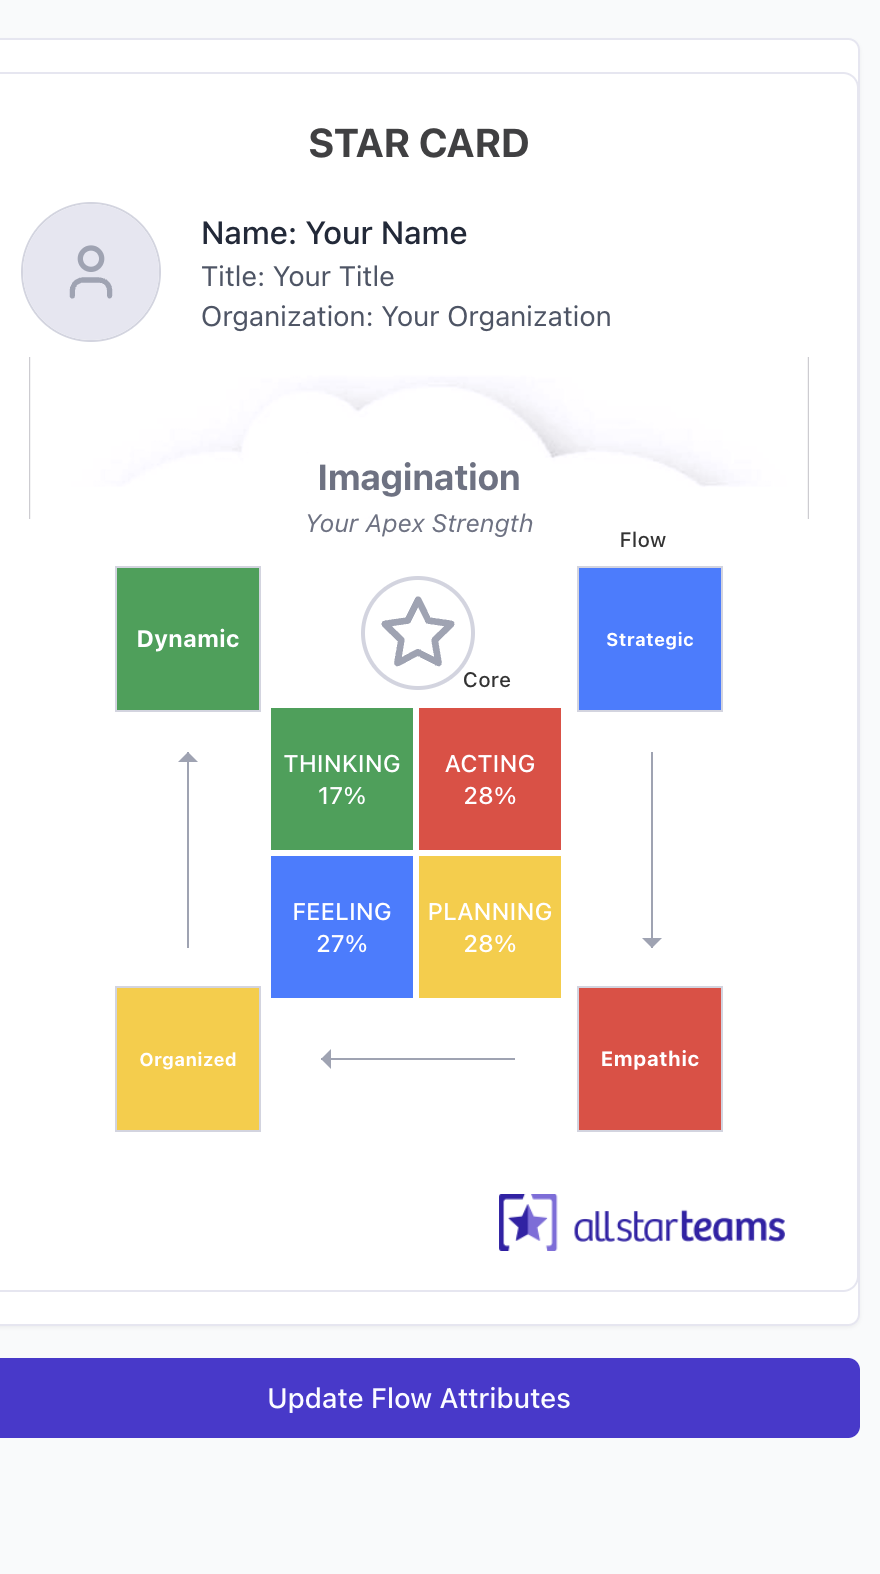 STAR CARD
Name: Your Name
Title: Your Title
Organization: Your Organization
Imagination
Your Apex Strength
Flow
Dynamic
Strategic
Core
THINKING
17%
ACTING
28%
FEELING
27%
PLANNING
28%
Organized
Empathic
allstarteams
Update Flow Attributes